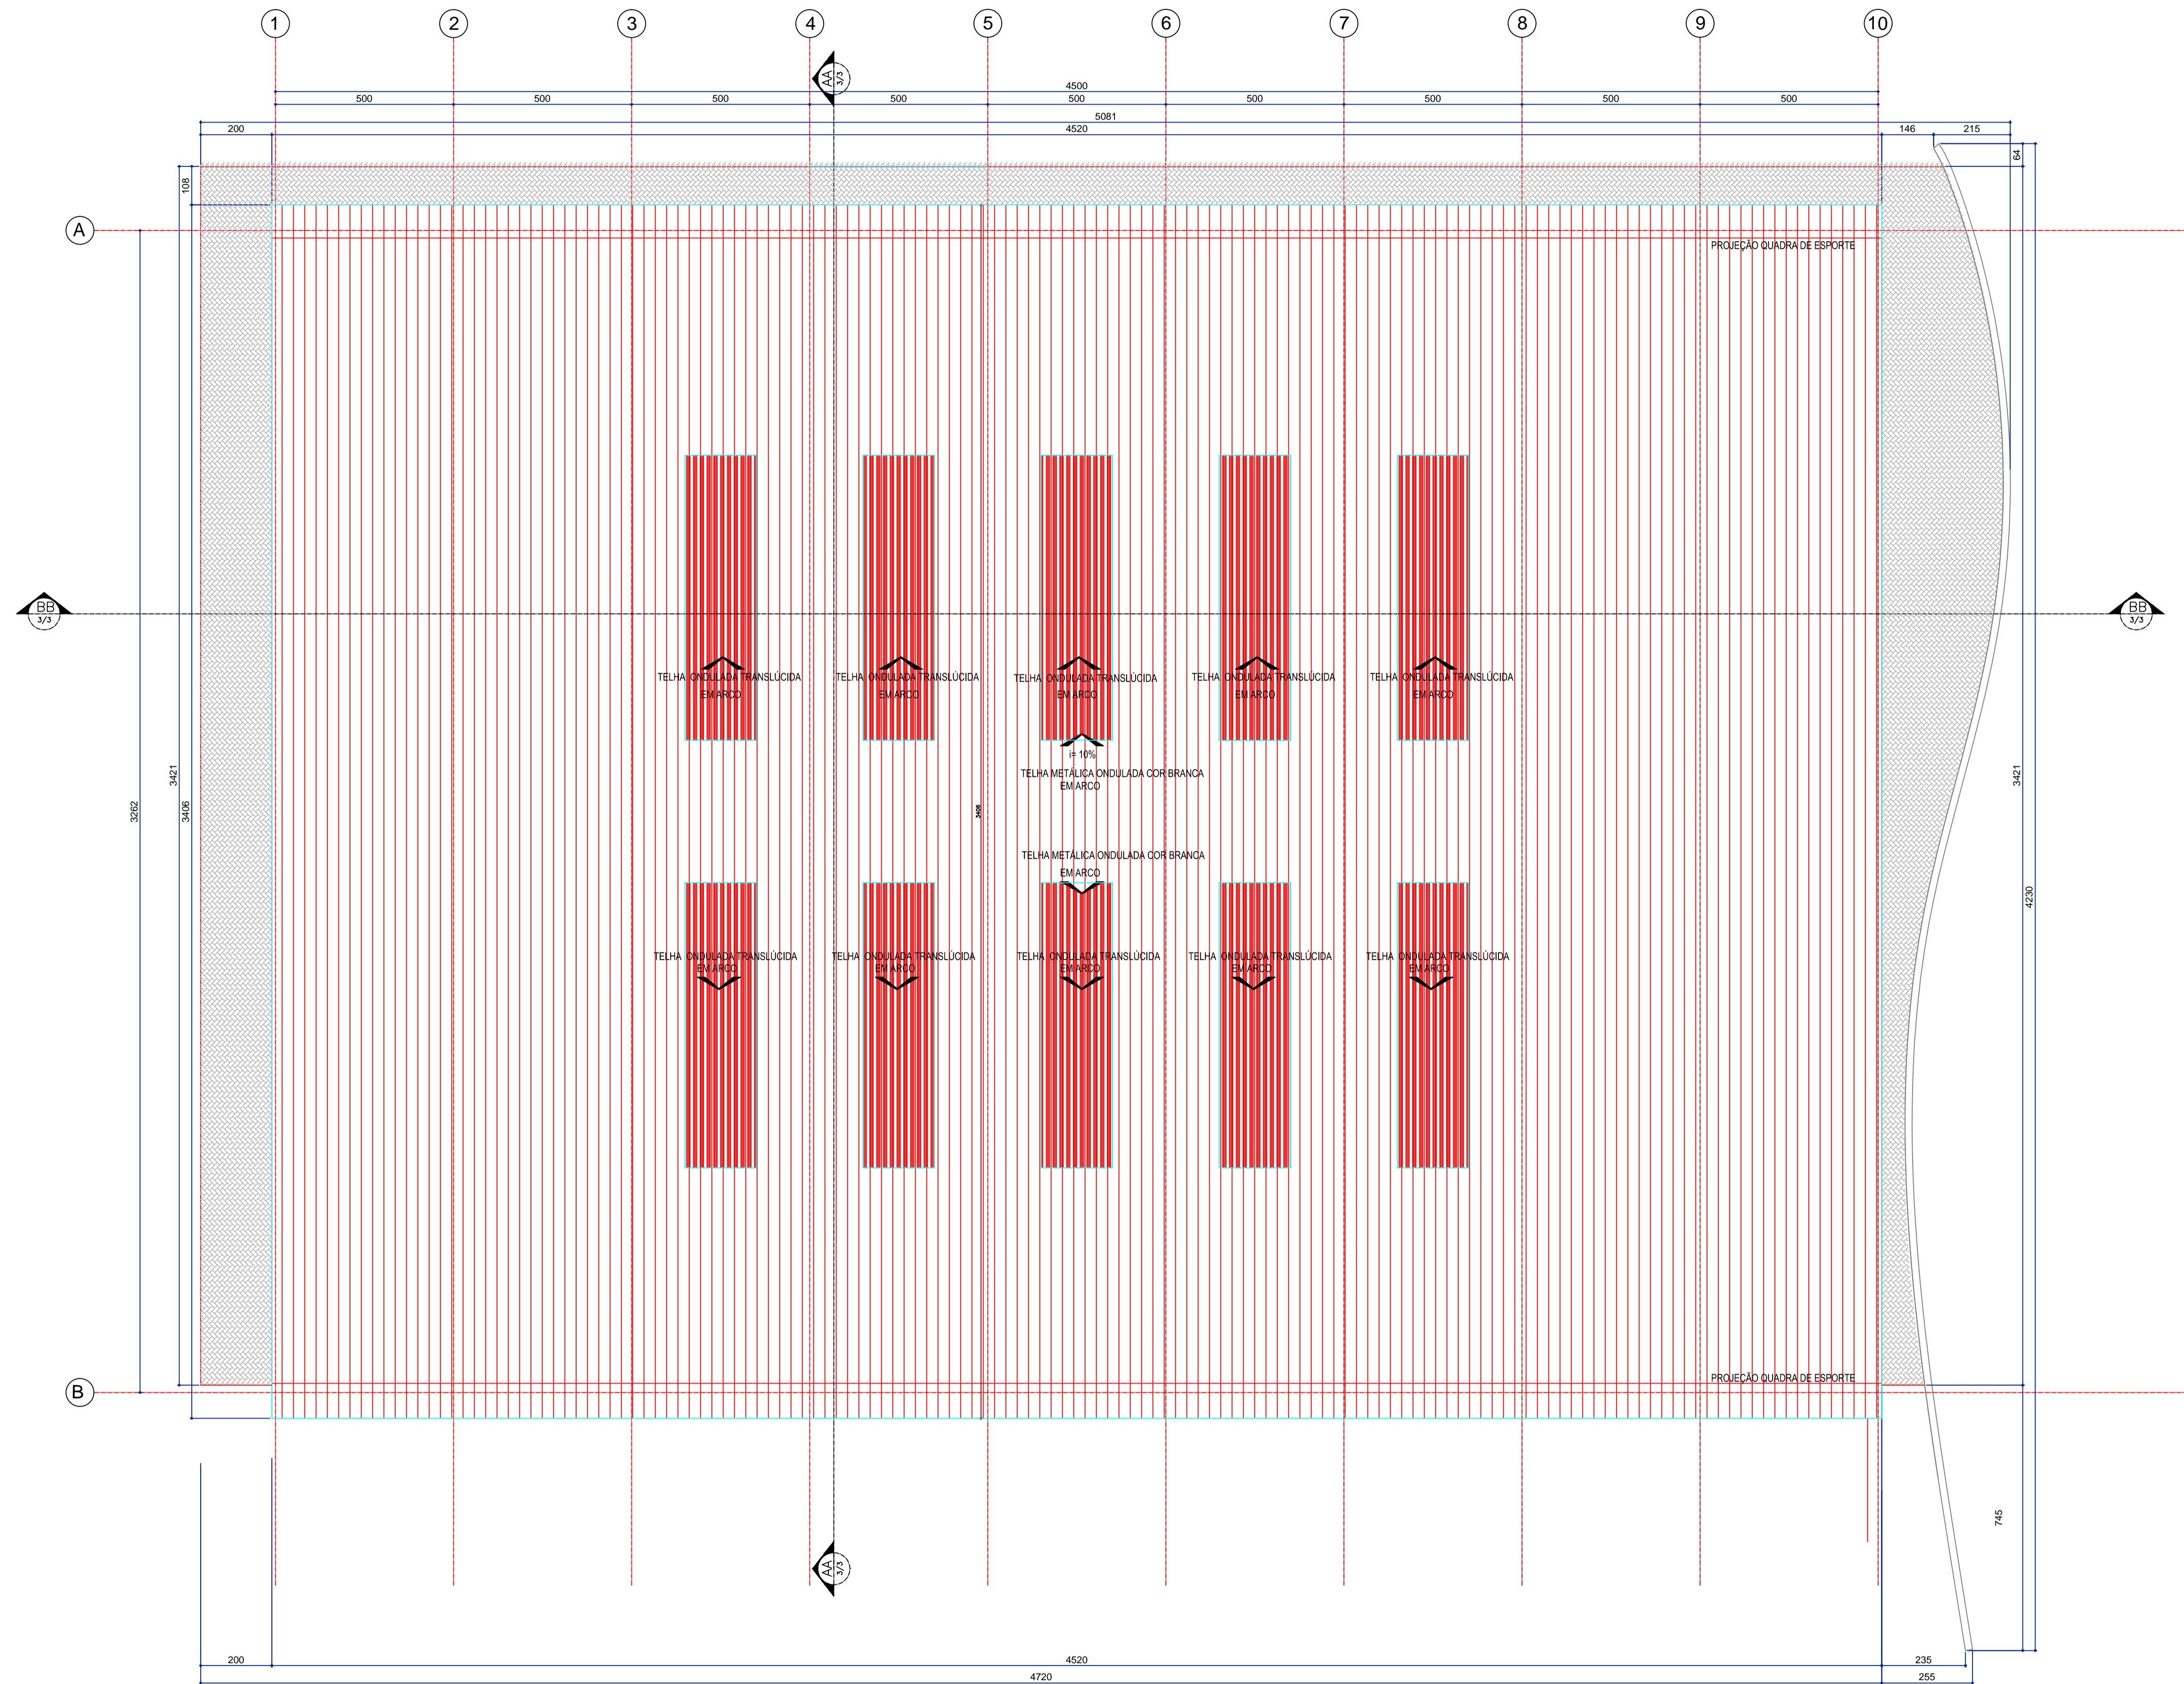 1 2 3 4 5 6 7 8 9 10
AA
3/3
4500
500 500 500 500 500 500 500 500 500
5081
200 4520 146 215
64
108
A
PROJEÇÃO QUADRA DE ESPORTE
BB
3/3
BB
3/3
TELHA ONDULADA TRANSLÚCIDA
EM ARCO
TELHA ONDULADA TRANSLÚCIDA
EM ARCO
TELHA ONDULADA TRANSLÚCIDA
EM ARCO
TELHA ONDULADA TRANSLÚCIDA
EM ARCO
TELHA ONDULADA TRANSLÚCIDA
EM ARCO
i= 10%
TELHA METÁLICA ONDULADA COR BRANCA
EM ARCO
3262
3421
3406
3406
3421
4230
TELHA METÁLICA ONDULADA COR BRANCA
EM ARCO
TELHA ONDULADA TRANSLÚCIDA
EM ARCO
TELHA ONDULADA TRANSLÚCIDA
EM ARCO
TELHA ONDULADA TRANSLÚCIDA
EM ARCO
TELHA ONDULADA TRANSLÚCIDA
EM ARCO
TELHA ONDULADA TRANSLÚCIDA
EM ARCO
PROJEÇÃO QUADRA DE ESPORTE
B
745
AA
3/3
200 4520 235
4720 255